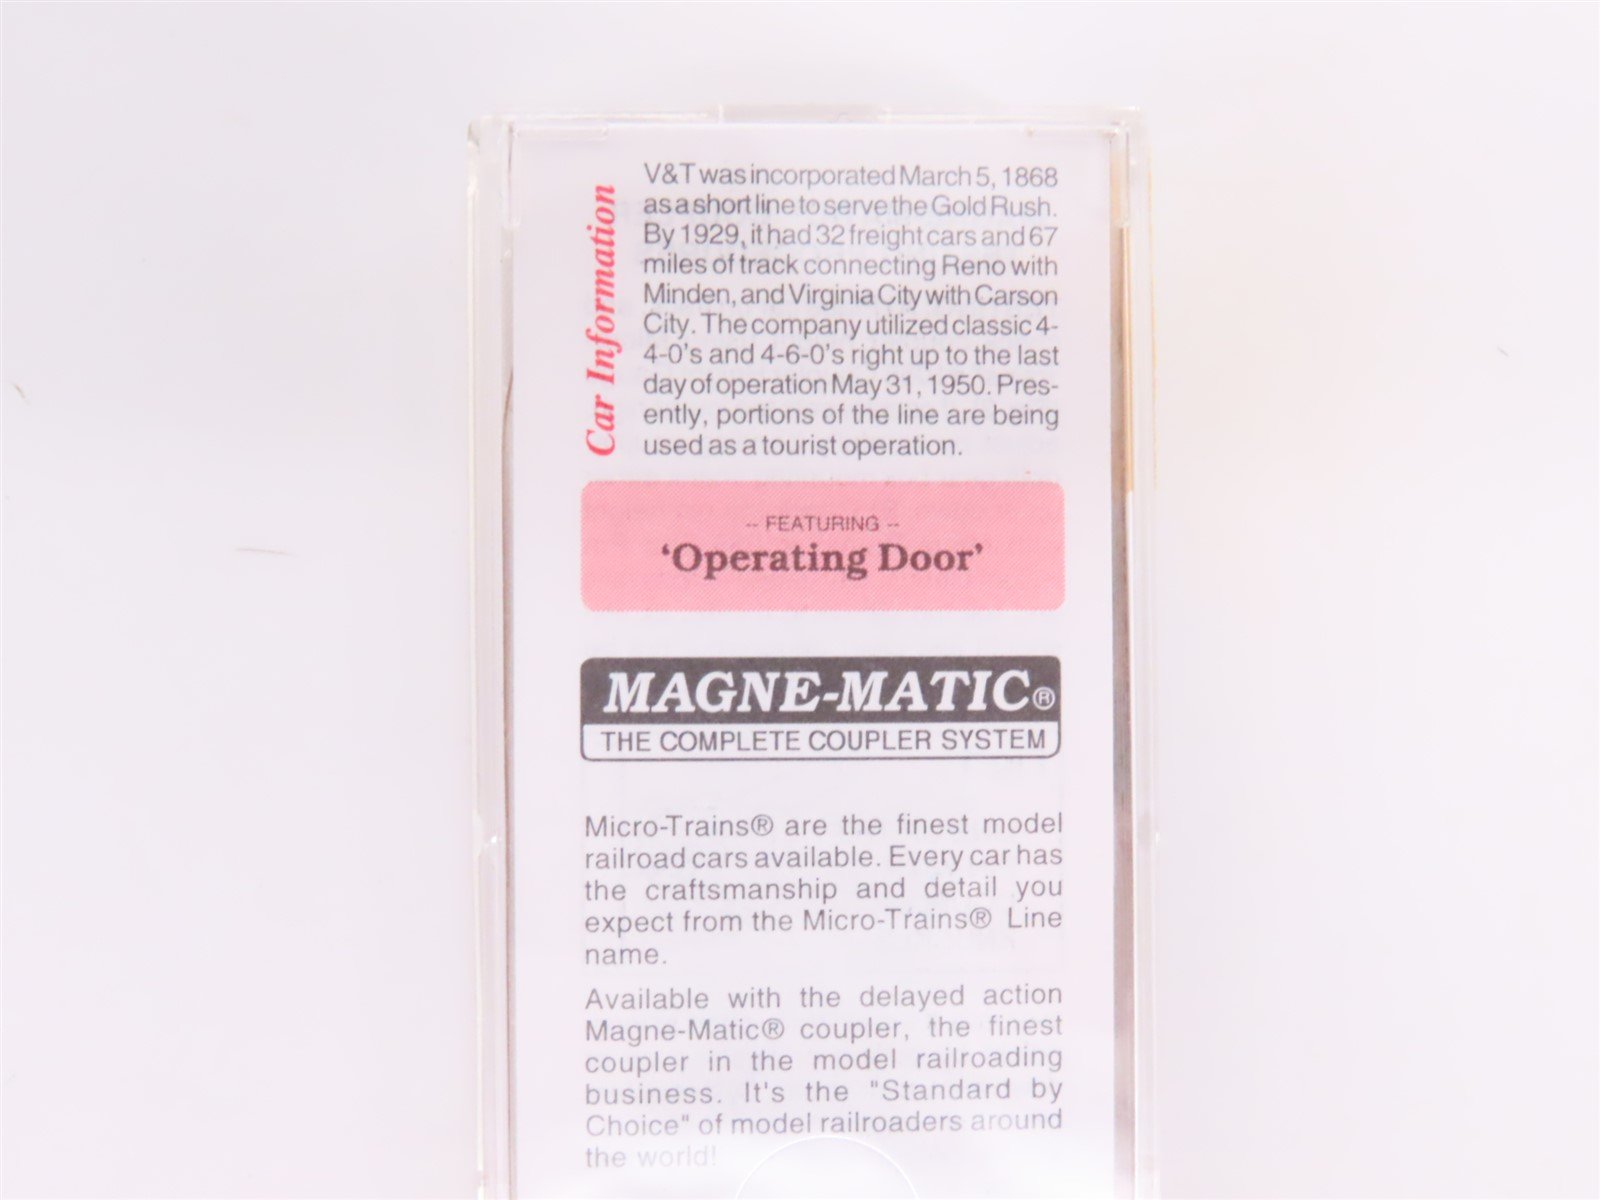 Car Information
V&T was incorporated March 5, 1868
as a short line to serve the Gold Rush.
By 1929, it had 32 freight cars and 67
miles of track connecting Reno with
Minden, and Virginia City with Carson
City. The company utilized classic 4-
4-0's and 4-6-0's right up to the last
day of operation May 31, 1950. Pres-
ently, portions of the line are being
used as a tourist operation.
-- FEATURING --
‘Operating Door’
MAGNE-MATIC®
THE COMPLETE COUPLER SYSTEM
Micro-Trains® are the finest model
railroad cars available. Every car has
the craftsmanship and detail you
expect from the Micro-Trains® Line
name.
Available with the delayed action
Magne-Matic® coupler, the finest
coupler in the model railroading
business. It's the "Standard by
Choice" of model railroaders around
the world!